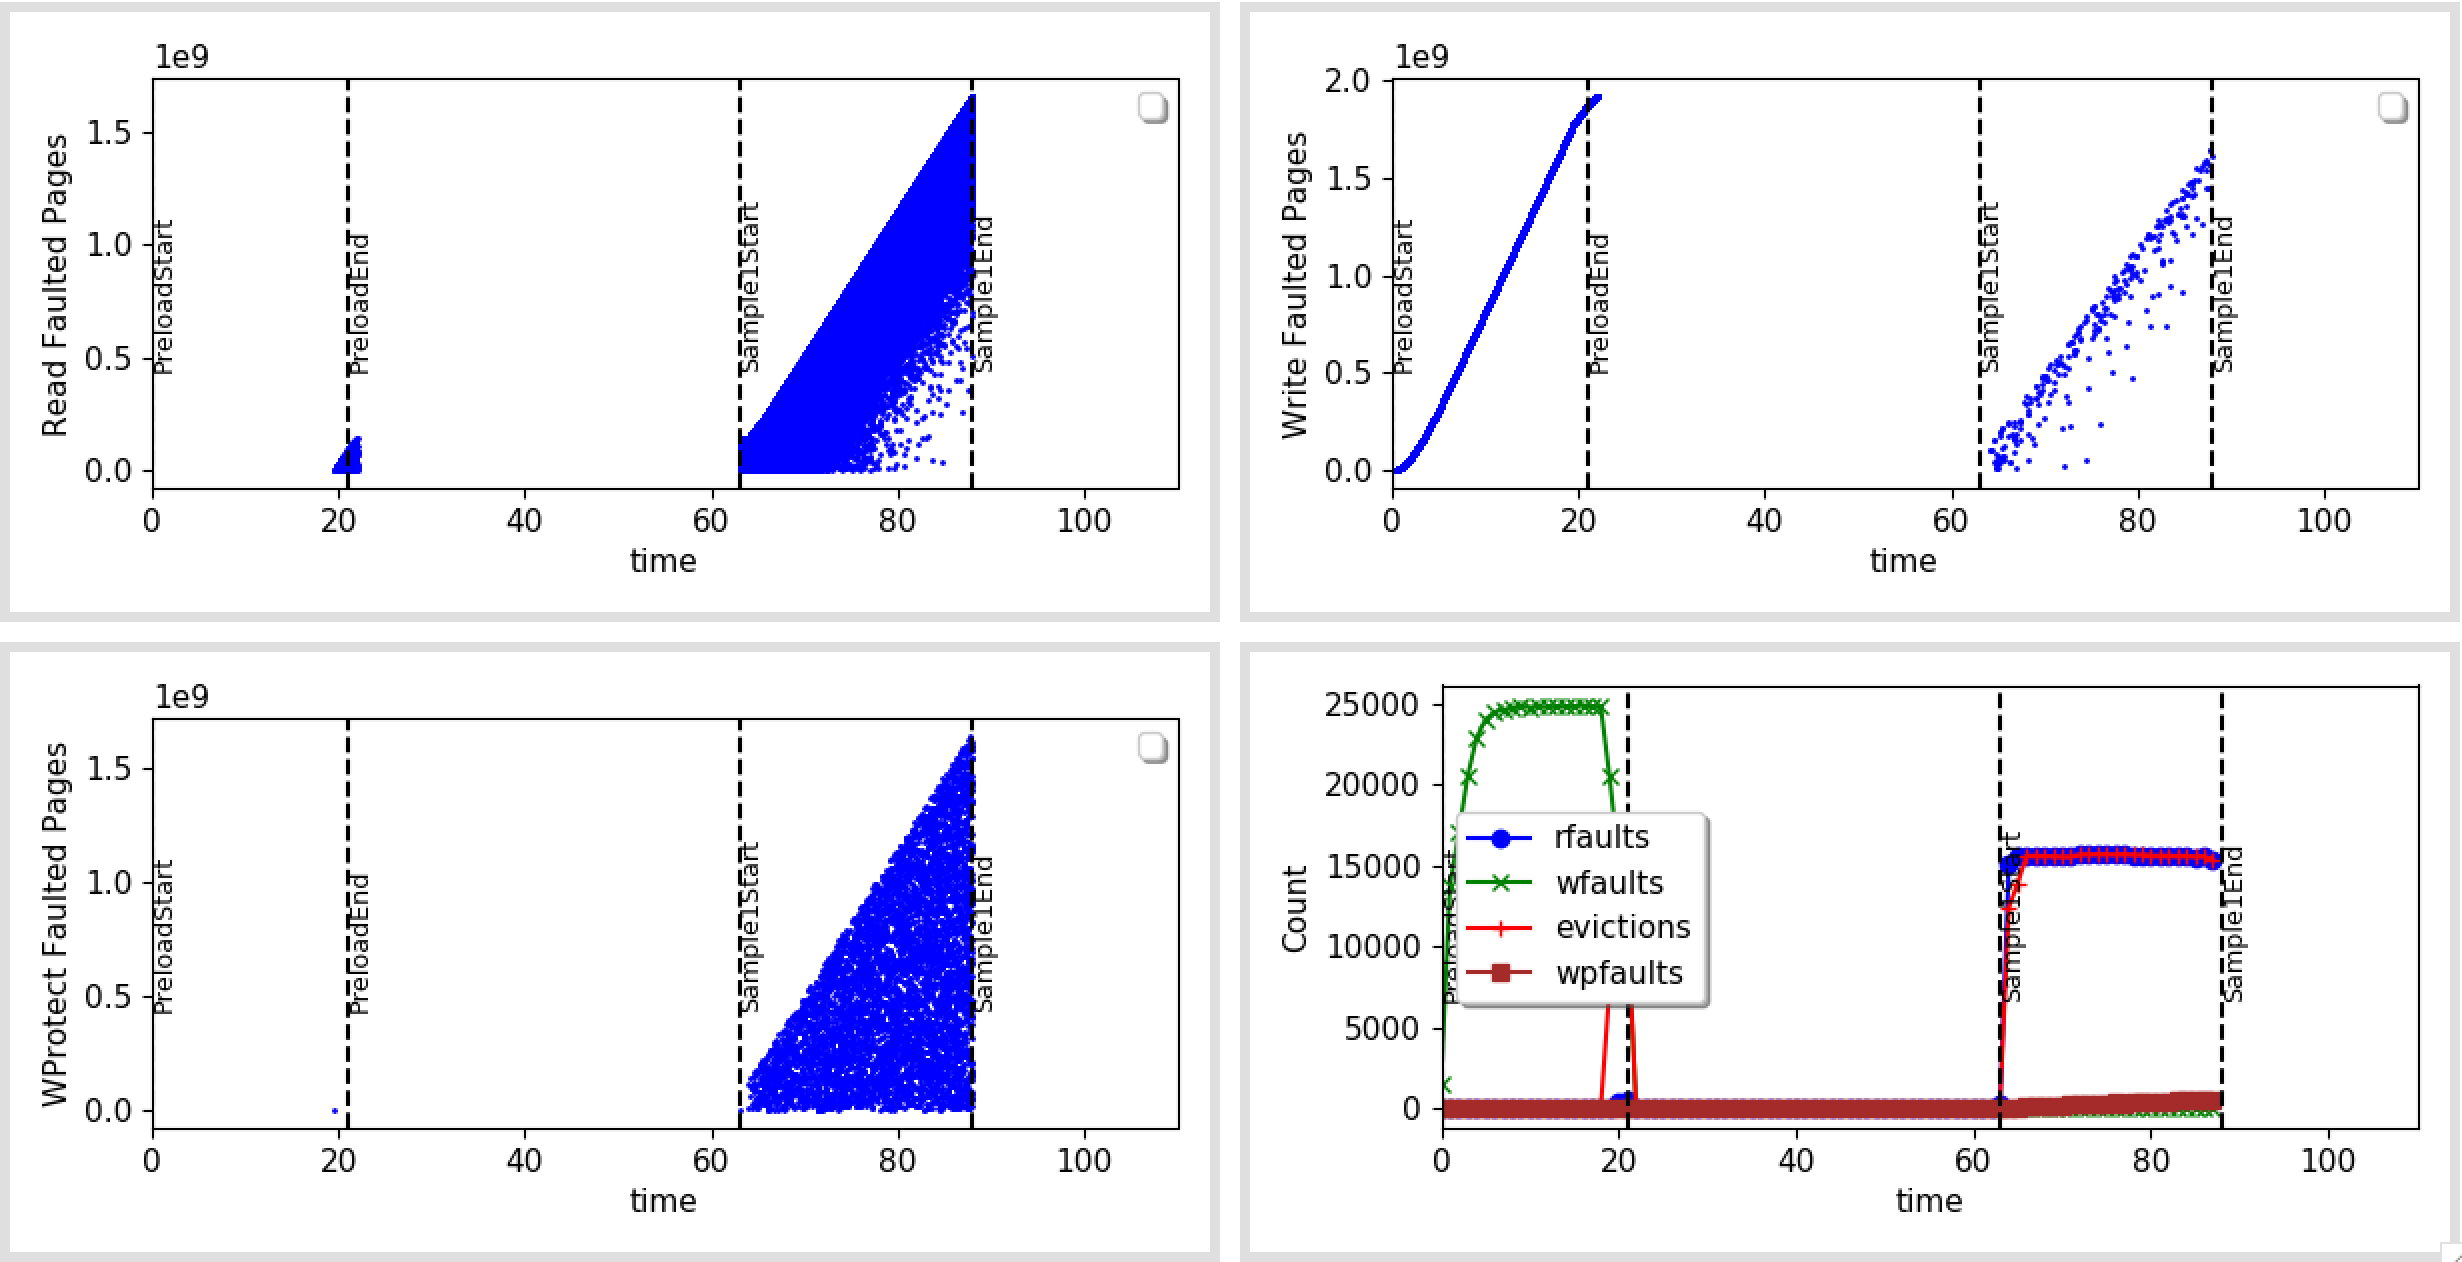 1e9
Read Faulted Pages
1.5
1.0
0.5
0.0
PreloadStart
PreloadEnd
Sample1Start
Sample1End
0 20 40 60 80 100
time
1e9
Write Faulted Pages
2.0
1.5
1.0
0.5
0.0
PreloadStart
PreloadEnd
Sample1Start
Sample1End
0 20 40 60 80 100
time
1e9
WProtect Faulted Pages
1.5
1.0
0.5
0.0
PreloadStart
PreloadEnd
Sample1Start
Sample1End
0 20 40 60 80 100
time
Count
25000
20000
15000
10000
5000
0
rfaults
wfaults
evictions
wpfaults
Sample1Start
Sample1End
0 20 40 60 80 100
time